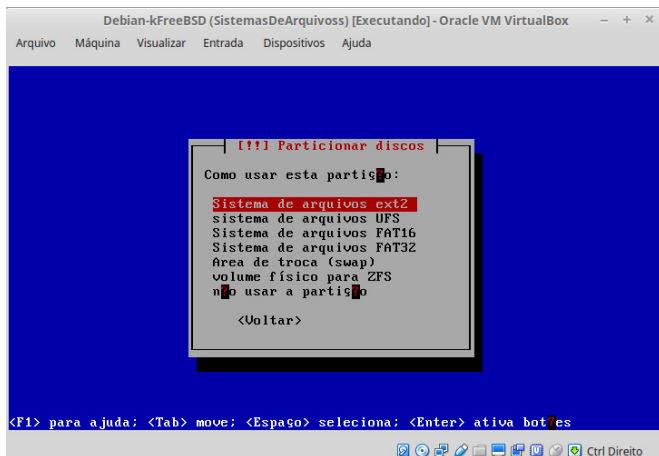 Debian-kFreeBSD (SistemasDeArquivoss) [Executando] - Oracle VM VirtualBox
Arquivo Máquina Visualizar Entrada Dispositivos Ajuda
[!!] Particionar discos
Como usar esta partiç?o:
Sistema de arquivos ext2
sistema de arquivos UFS
Sistema de arquivos FAT16
Sistema de arquivos FAT32
Área de troca (swap)
volume físico para ZFS
n?o usar a partiç?o
<Voltar>
<F1> para ajuda; <Tab> move; <Espaço> seleciona; <Enter> ativa bot?es
Ctrl Direito